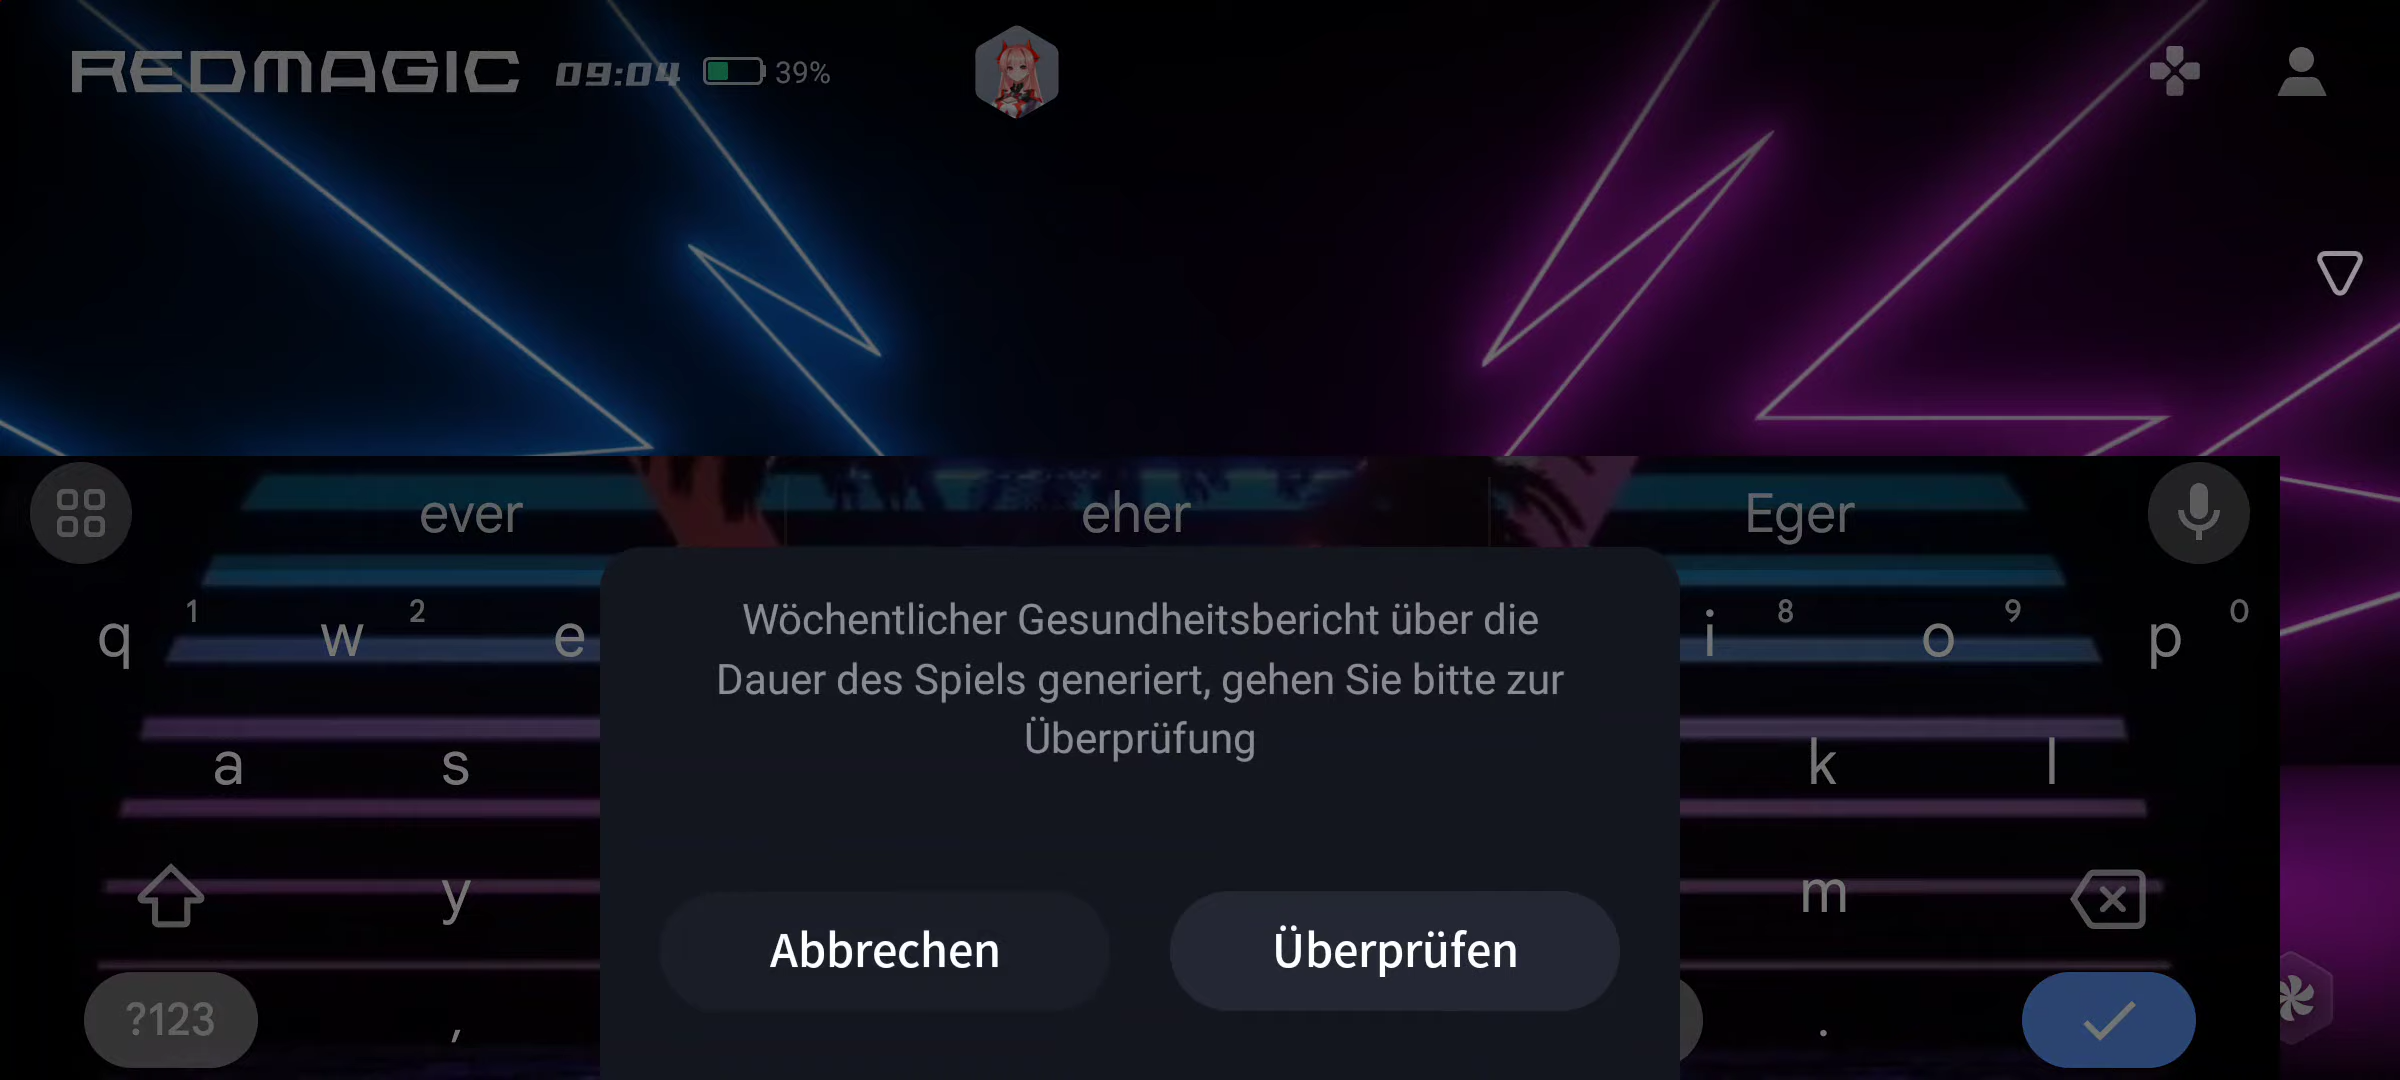 REDMAGIC 09:04 39%
ever eher Eger
1 2 8 9 0
q w e i o p
Wöchentlicher Gesundheitsbericht über die
Dauer des Spiels generiert, gehen Sie bitte zur
Überprüfung
a s k l
y m
Abbrechen Überprüfen
?123 , .